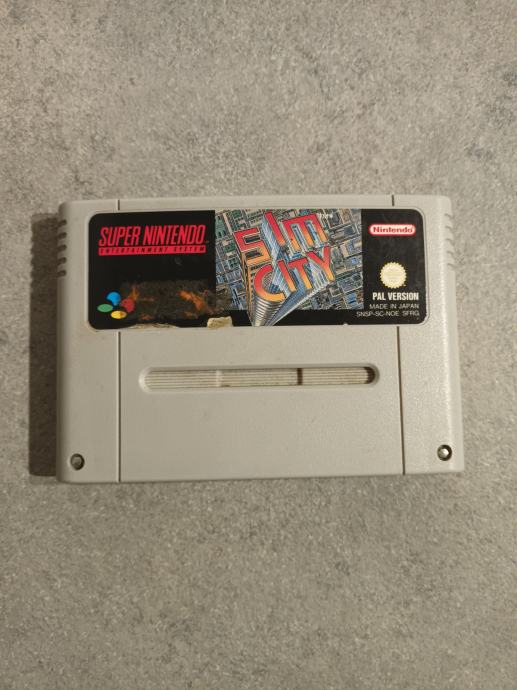 SUPER NINTENDO
ENTERTAINMENT SYSTEM
SIM
CITY
Nintendo
PAL VERSION
MADE IN JAPAN
SNSP-SC-NOE SFRG